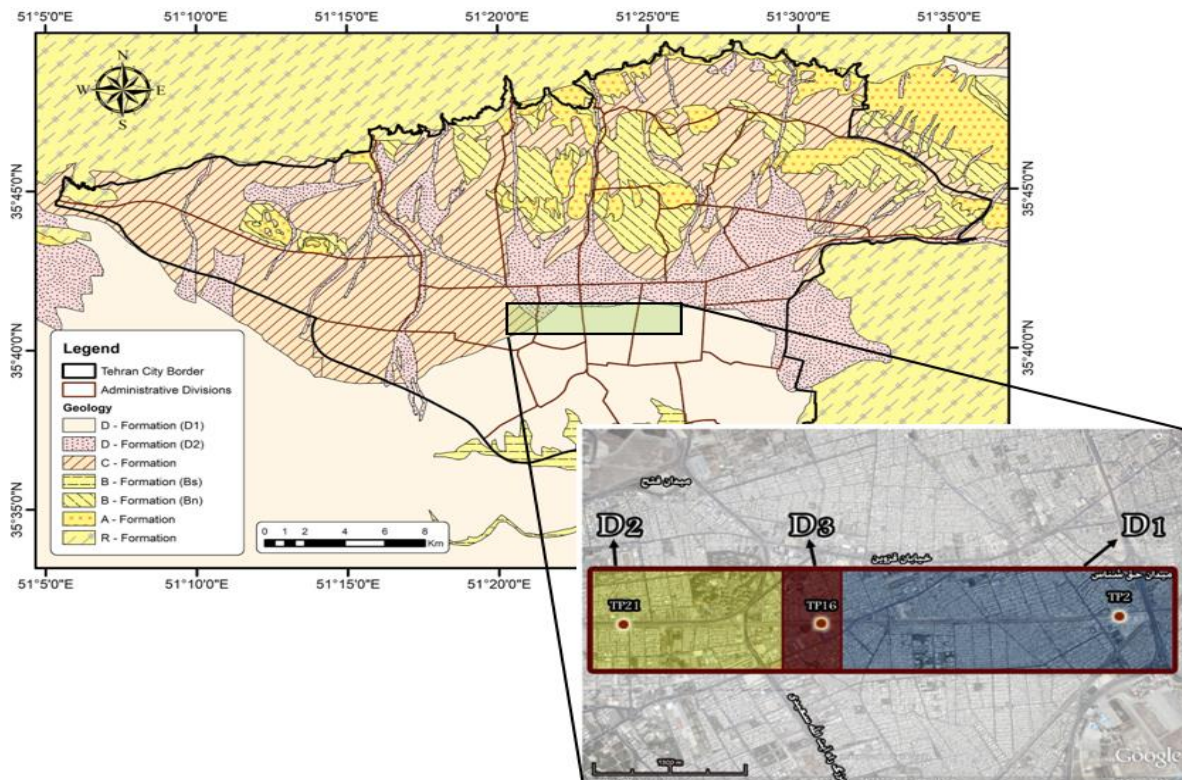 51°5'0"E 51°10'0"E 51°15'0"E 51°20'0"E 51°25'0"E 51°30'0"E 51°35'0"E
N
W E
S
35°45'0"N
35°45'0"N
35°40'0"N
35°40'0"N
35°35'0"N
Legend
Tehran City Border
Administrative Divisions
Geology
D - Formation (D1)
D - Formation (D2)
C - Formation
B - Formation (Bs)
B - Formation (Bn)
A - Formation
R - Formation
0 1 2 4 6 8
Km
51°5'0"E 51°10'0"E 51°15'0"E 51°20'0"E
میدان فتح
D2 D3 D1
خیابان قزوین
میدان حق شناس
TP21 TP16 TP2
بزرگراه آیت الله سعیدی
Google